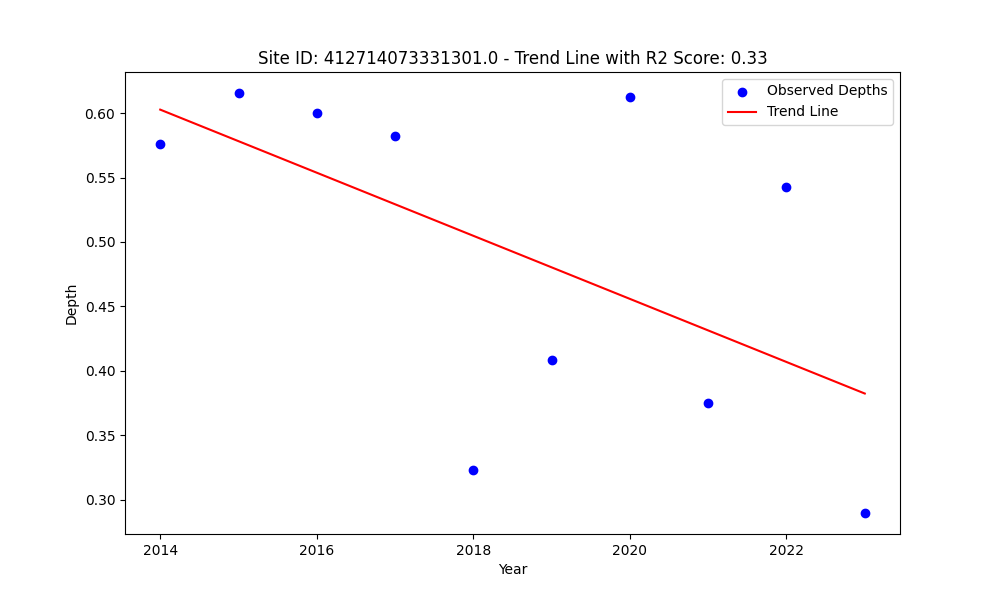 Site ID: 412714073331301.0 - Trend Line with R2 Score: 0.33
Observed Depths
Trend Line
0.60
0.55
0.50
0.45
0.40
0.35
0.30
Depth
2014
2016
2018
2020
2022
Year